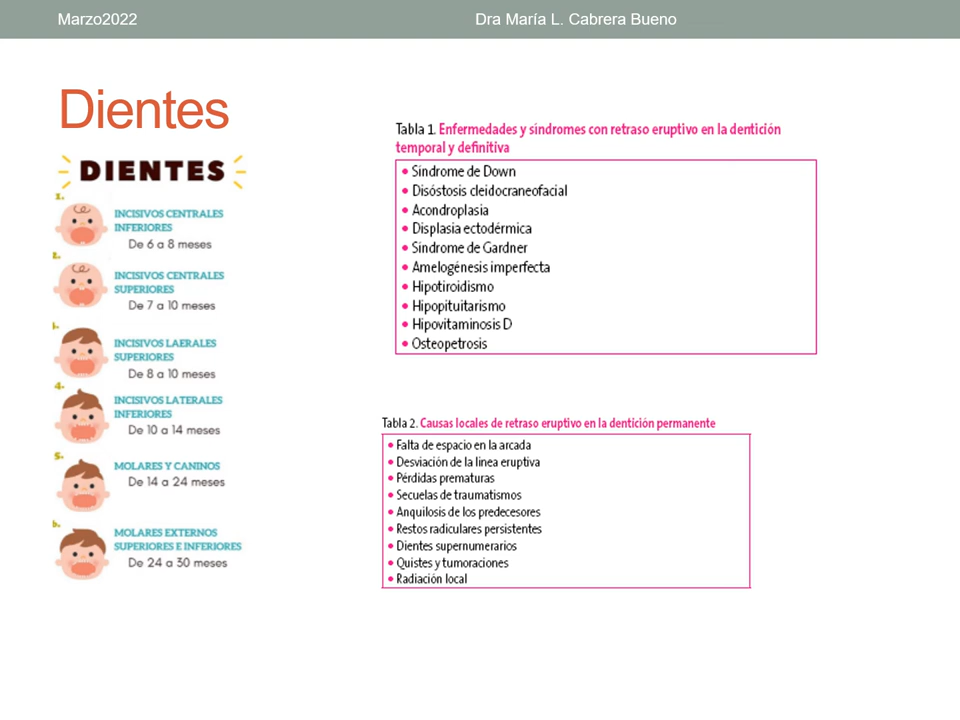 Marzo2022
Dra María L. Cabrera Bueno
Dientes
DIENTES
1.
INCISIVOS CENTRALES
INFERIORES
De 6 a 8 meses
2.
INCISIVOS CENTRALES
SUPERIORES
De 7 a 10 meses
INCISIVOS LAERALES
SUPERIORES
De 8 a 10 meses
4.
INCISIVOS LATERALES
INFERIORES
De 10 a 14 meses
5.
MOLARES Y CANINOS
De 14 a 24 meses
6.
MOLARES EXTERNOS
SUPERIORES E INFERIORES
De 24 a 30 meses
Tabla 1. Enfermedades y síndromes con retraso eruptivo en la dentición
temporal y definitiva
• Síndrome de Down
• Disóstosis cleidocraneofacial
• Acondroplasia
• Displasia ectodérmica
• Síndrome de Gardner
• Amelogénesis imperfecta
• Hipotiroidismo
• Hipopituitarismo
• Hipovitaminosis D
• Osteopetrosis
Tabla 2. Causas locales de retraso eruptivo en la dentición permanente
• Falta de espacio en la arcada
• Desviación de la línea eruptiva
• Pérdidas prematuras
• Secuelas de traumatismos
• Anquilosis de los predecesores
• Restos radiculares persistentes
• Dientes supernumerarios
• Quistes y tumoraciones
• Radiación local